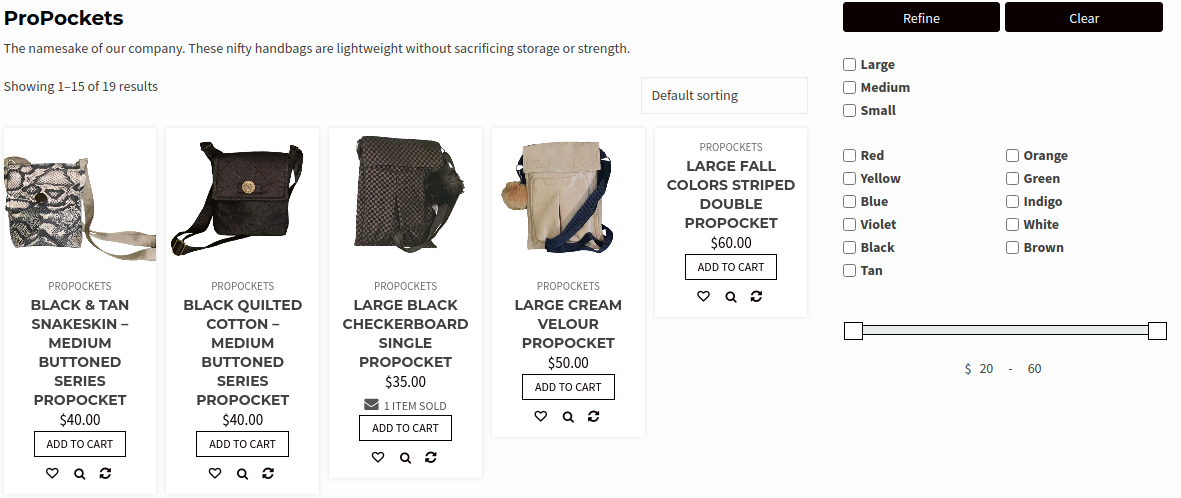 ProPockets
The namesake of our company. These nifty handbags are lightweight without sacrificing storage or strength.
Showing 1–15 of 19 results
Default sorting
PROPOCKETS
BLACK & TAN
SNAKESKIN –
MEDIUM
BUTTONED
SERIES
PROPOCKET
$40.00
ADD TO CART
PROPOCKETS
BLACK QUILTED
COTTON –
MEDIUM
BUTTONED
SERIES
PROPOCKET
$40.00
ADD TO CART
PROPOCKETS
LARGE BLACK
CHECKERBOARD
SINGLE
PROPOCKET
$35.00
1 ITEM SOLD
ADD TO CART
PROPOCKETS
LARGE CREAM
VELOUR
PROPOCKET
$50.00
ADD TO CART
PROPOCKETS
LARGE FALL
COLORS STRIPED
DOUBLE
PROPOCKET
$60.00
ADD TO CART
Refine
Clear
Large
Medium
Small
Red
Orange
Yellow
Green
Blue
Indigo
Violet
White
Black
Brown
Tan
$ 20 - 60